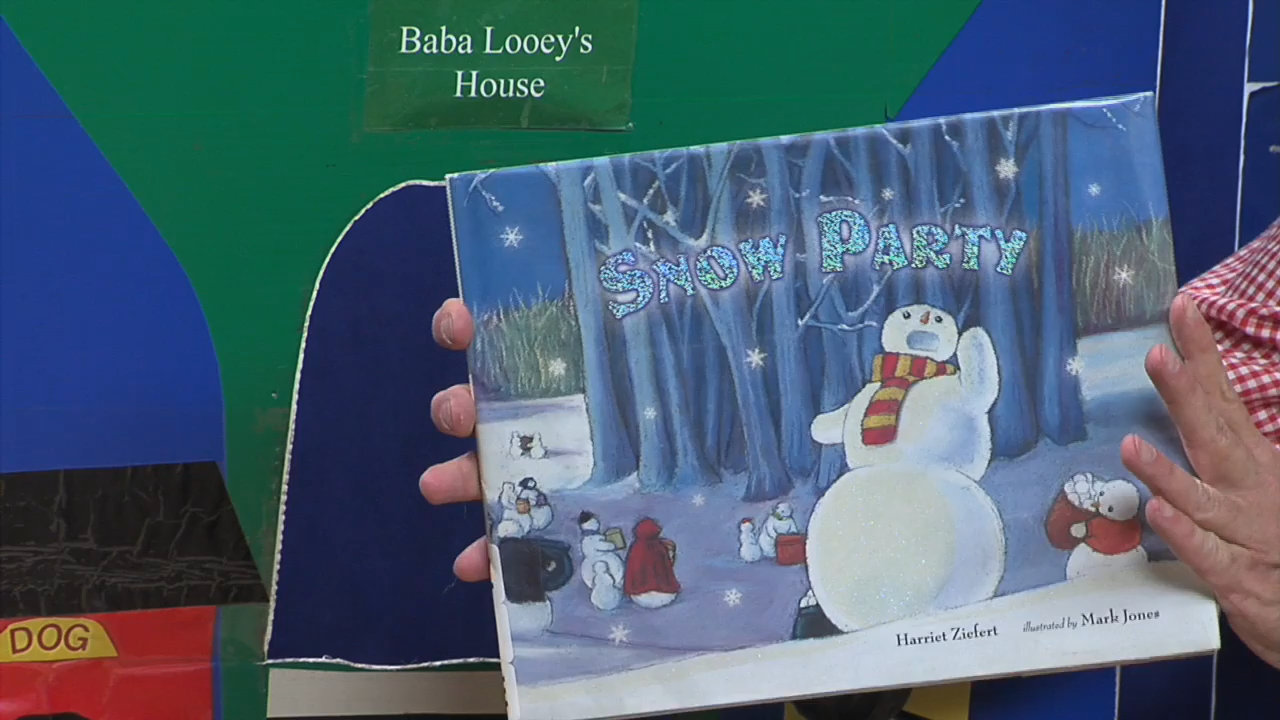 Baba Looey's
House
SNOW PARTY
DOG
Harriet Ziefert illustrated by Mark Jones